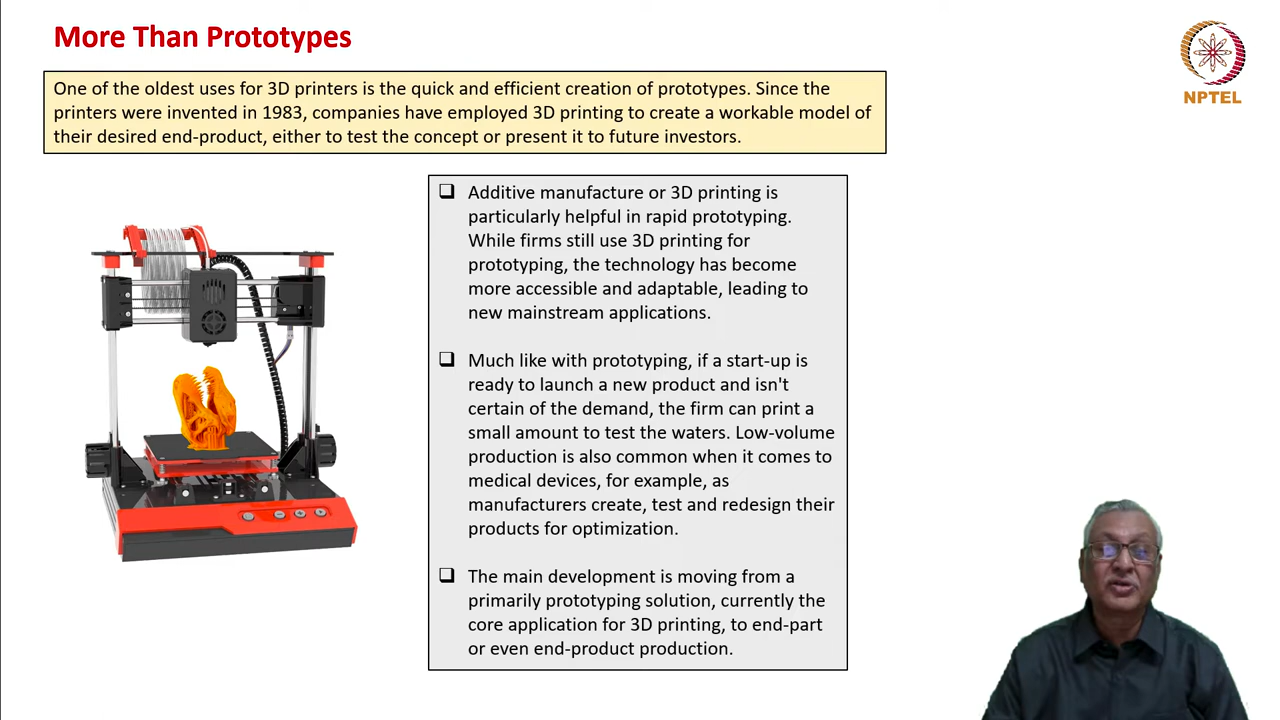 More Than Prototypes
NPTEL
One of the oldest uses for 3D printers is the quick and efficient creation of prototypes. Since the
printers were invented in 1983, companies have employed 3D printing to create a workable model of
their desired end-product, either to test the concept or present it to future investors.
❑ Additive manufacture or 3D printing is
particularly helpful in rapid prototyping.
While firms still use 3D printing for
prototyping, the technology has become
more accessible and adaptable, leading to
new mainstream applications.
❑ Much like with prototyping, if a start-up is
ready to launch a new product and isn't
certain of the demand, the firm can print a
small amount to test the waters. Low-volume
production is also common when it comes to
medical devices, for example, as
manufacturers create, test and redesign their
products for optimization.
❑ The main development is moving from a
primarily prototyping solution, currently the
core application for 3D printing, to end-part
or even end-product production.